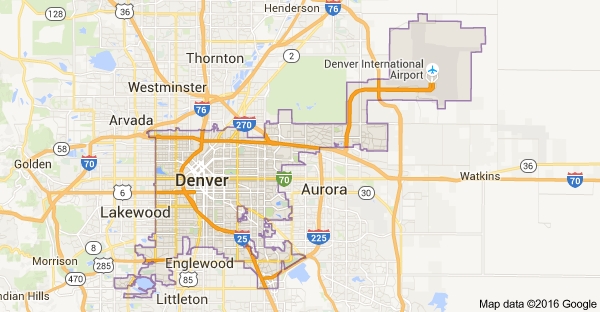 Henderson
36
128
85
76
Thornton
2
Denver International
Airport
Westminster
76
Arvada
270
58
70
Golden
36
Denver
70
Watkins
70
6
Aurora
30
Lakewood
25
225
8
Morrison
285
Englewood
470
85
ndian Hills
Littleton
Map data ©2016 Google